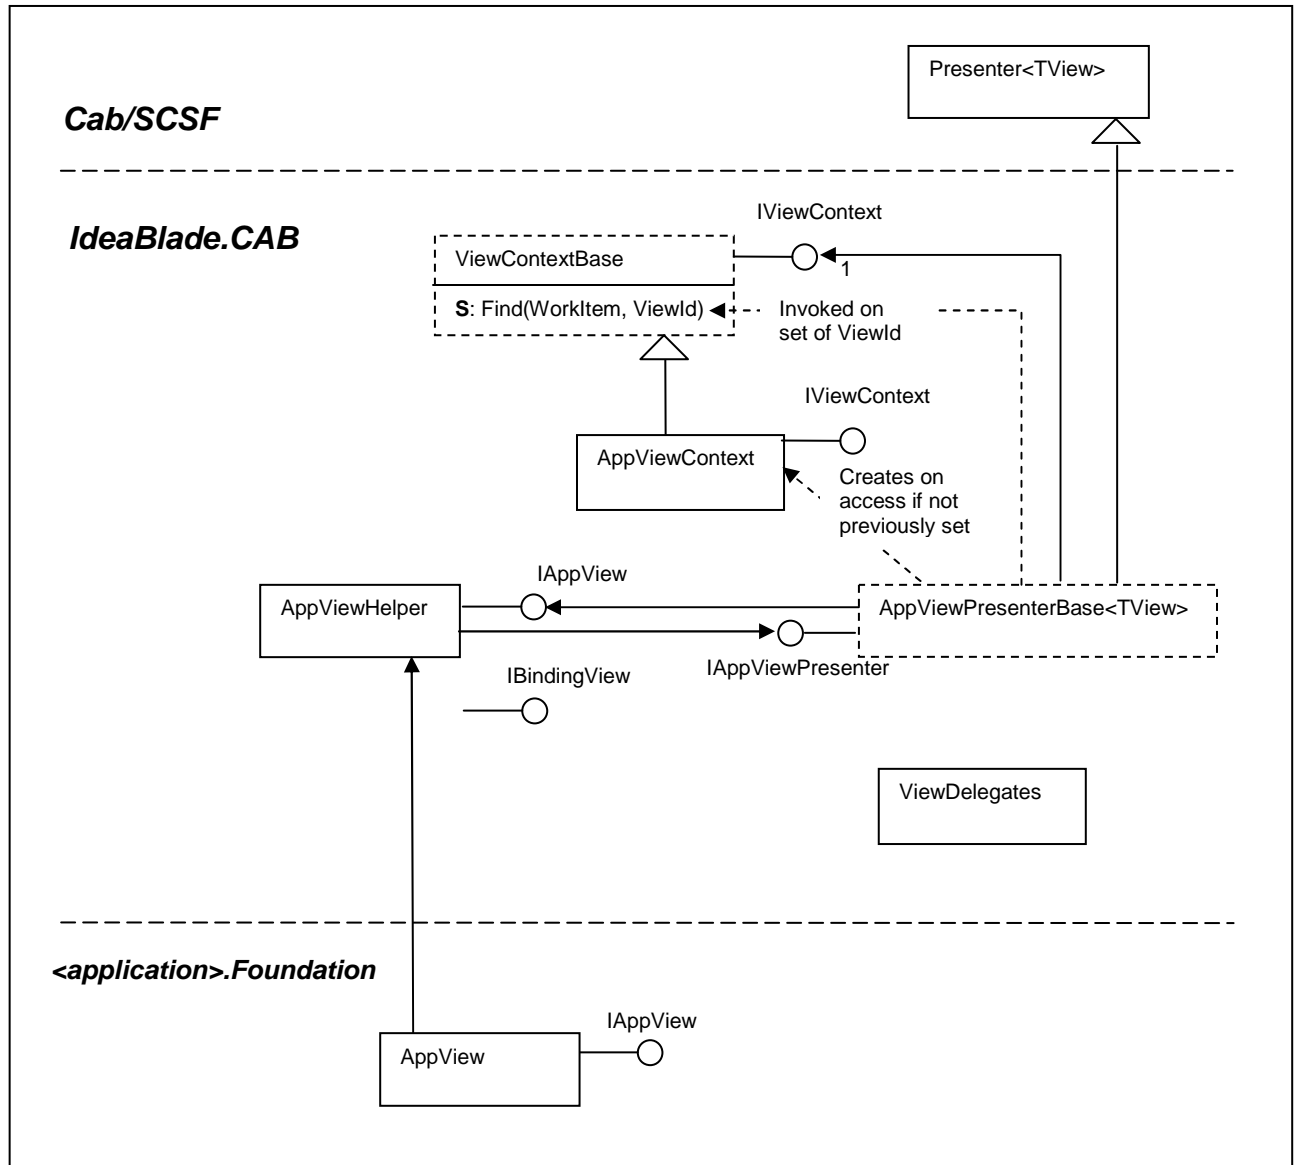 Presenter<TView>
Cab/SCSF
IViewContext
IdeaBlade.CAB
ViewContextBase
1
S: Find(WorkItem, ViewId)
Invoked on
set of ViewId
IViewContext
AppViewContext
Creates on
access if not
previously set
IAppView
AppViewHelper
AppViewPresenterBase<TView>
IBindingView
IAppViewPresenter
ViewDelegates
<application>.Foundation
IAppView
AppView